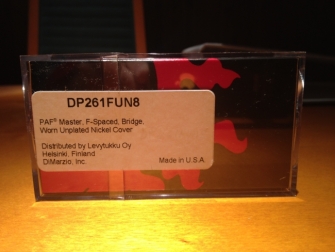 DP261FUN8
PAF® Master, F-Spaced, Bridge,
Worn Unplated Nickel Cover
Distributed by Levytukku Oy
Helsinki, Finland
DiMarzio, Inc.
Made in U.S.A.